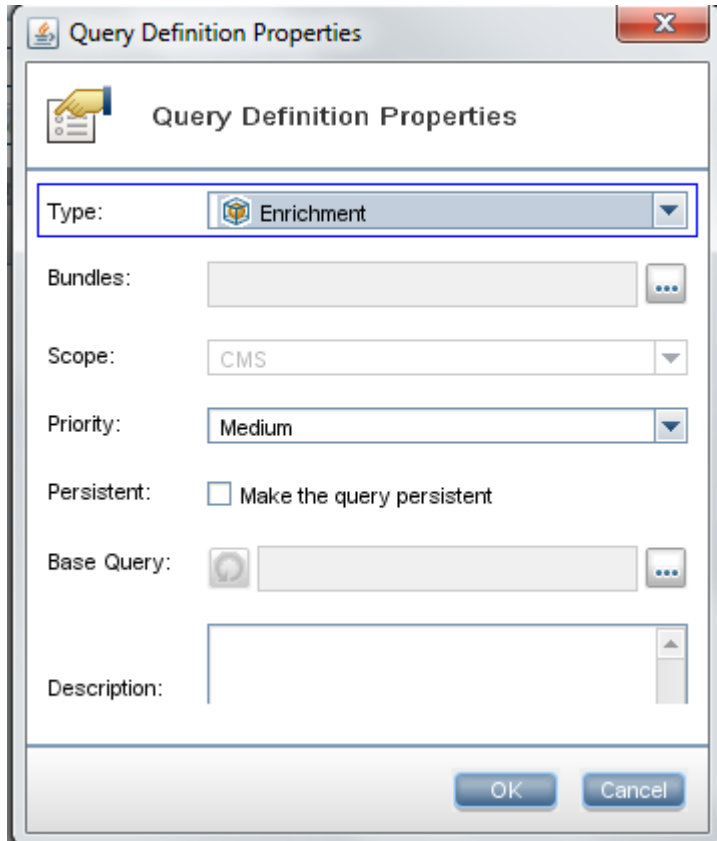 Query Definition Properties
Query Definition Properties
Type: Enrichment
Bundles: ...
Scope: CMS
Priority: Medium
Persistent: Make the query persistent
Base Query: ...
Description:
OK Cancel